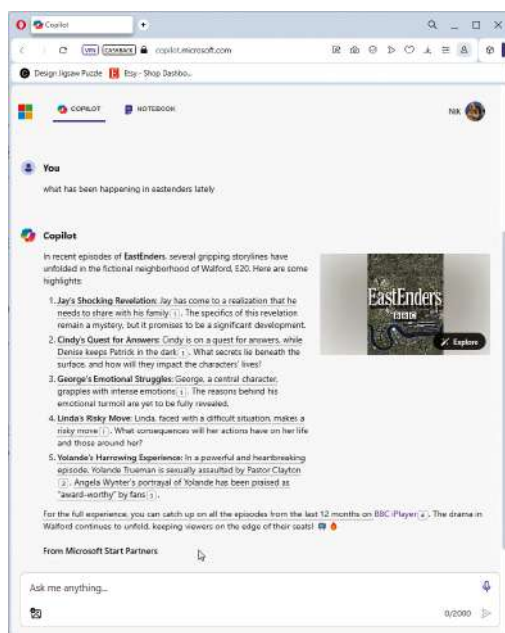 Copilot
VPN CASHBACK copilot.microsoft.com
Design Jigsaw Puzzle Etsy - Shop Dashbo...
COPILOT NOTEBOOK
Nik
You
what has been happening in eastenders lately
Copilot
In recent episodes of EastEnders, several gripping storylines have
unfolded in the fictional neighborhood of Walford, E20. Here are some
highlights:
1. Jay's Shocking Revelation: Jay has come to a realization that he
needs to share with his family 1 . The specifics of this revelation
remain a mystery, but it promises to be a significant development.
2. Cindy's Quest for Answers: Cindy is on a quest for answers, while
Denise keeps Patrick in the dark 1 . What secrets lie beneath the
surface, and how will they impact the characters' lives?
3. George's Emotional Struggles: George, a central character,
grapples with intense emotions 1 . The reasons behind his
emotional turmoil are yet to be fully revealed.
4. Linda's Risky Move: Linda, faced with a difficult situation, makes a
risky move 1 . What consequences will her actions have on her life
and those around her?
5. Yolande's Harrowing Experience: In a powerful and heartbreaking
episode, Yolande Trueman is sexually assaulted by Pastor Clayton
2 . Angela Wynter's portrayal of Yolande has been praised as
"award-worthy" by fans 3 .
EastEnders
BBC
Explore
For the full experience, you can catch up on all the episodes from the last 12 months on BBC iPlayer 4 . The drama in
Walford continues to unfold, keeping viewers on the edge of their seats!
From Microsoft Start Partners
Ask me anything...
0/2000